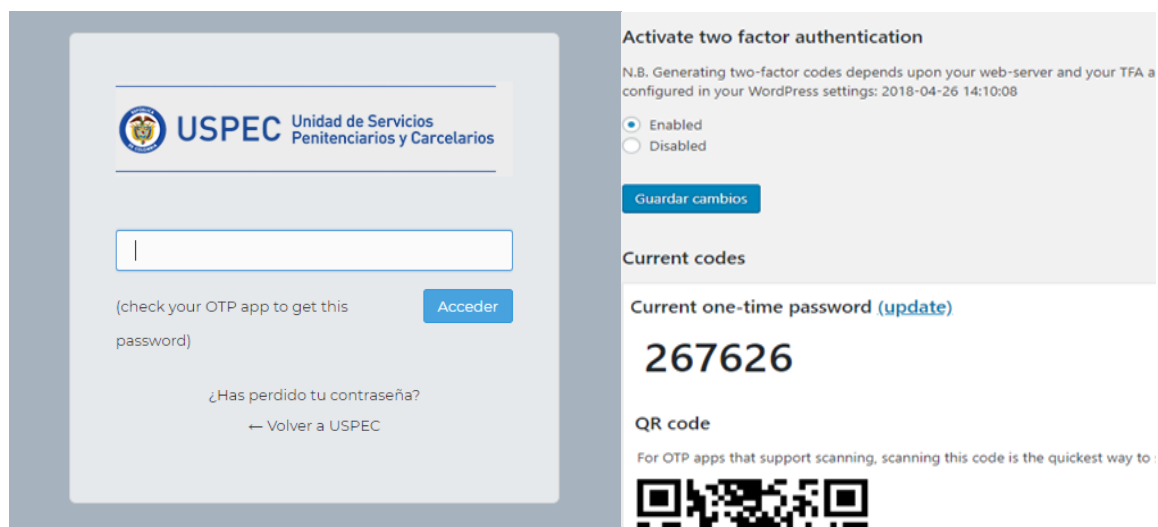 USPEC Unidad de Servicios
Penitenciarios y Carcelarios
(check your OTP app to get this
password)
Acceder
¿Has perdido tu contraseña?
← Volver a USPEC
Activate two factor authentication
N.B. Generating two-factor codes depends upon your web-server and your TFA a
configured in your WordPress settings: 2018-04-26 14:10:08
Enabled
Disabled
Guardar cambios
Current codes
Current one-time password (update)
267626
QR code
For OTP apps that support scanning, scanning this code is the quickest way to